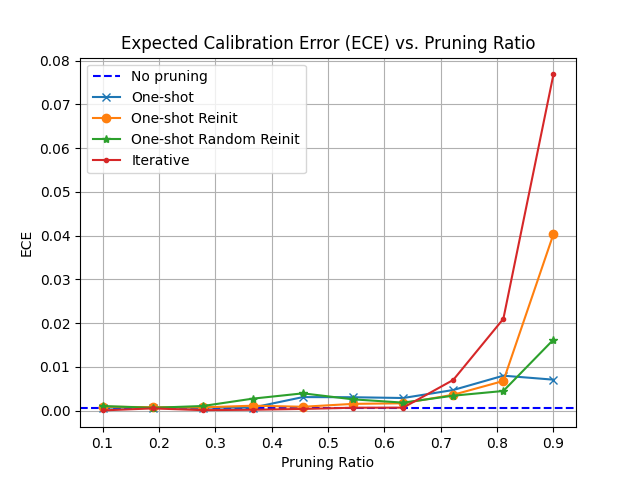 Expected Calibration Error (ECE) vs. Pruning Ratio
0.08
0.07
0.06
0.05
0.04
0.03
0.02
0.01
0.00
ECE
No pruning
One-shot
One-shot Reinit
One-shot Random Reinit
Iterative
0.1 0.2 0.3 0.4 0.5 0.6 0.7 0.8 0.9
Pruning Ratio